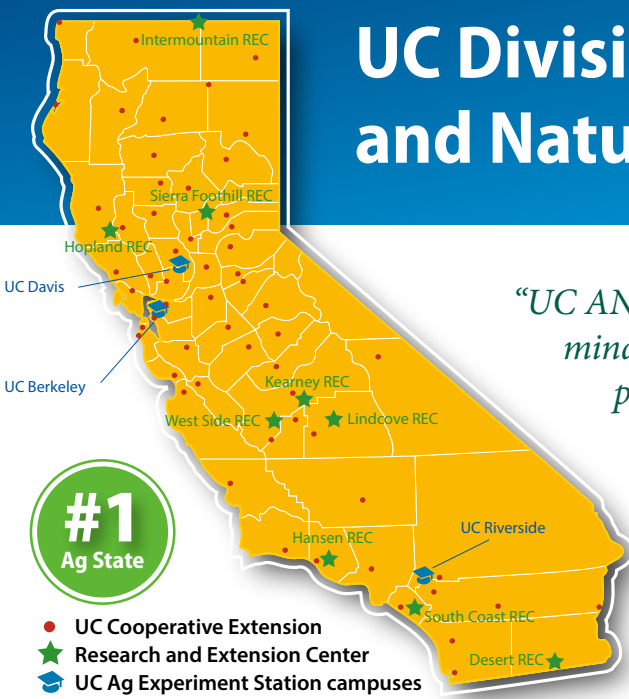 UC Divisi
and Natu
Intermountain REC
Sierra Foothill REC
Hopland REC
UC Davis
UC Berkeley
"UC AN
mina
p
Kearney REC
West Side REC
Lindcove REC
#1
Ag State
Hansen REC
UC Riverside
South Coast REC
Desert REC
UC Cooperative Extension
Research and Extension Center
UC Ag Experiment Station campuses